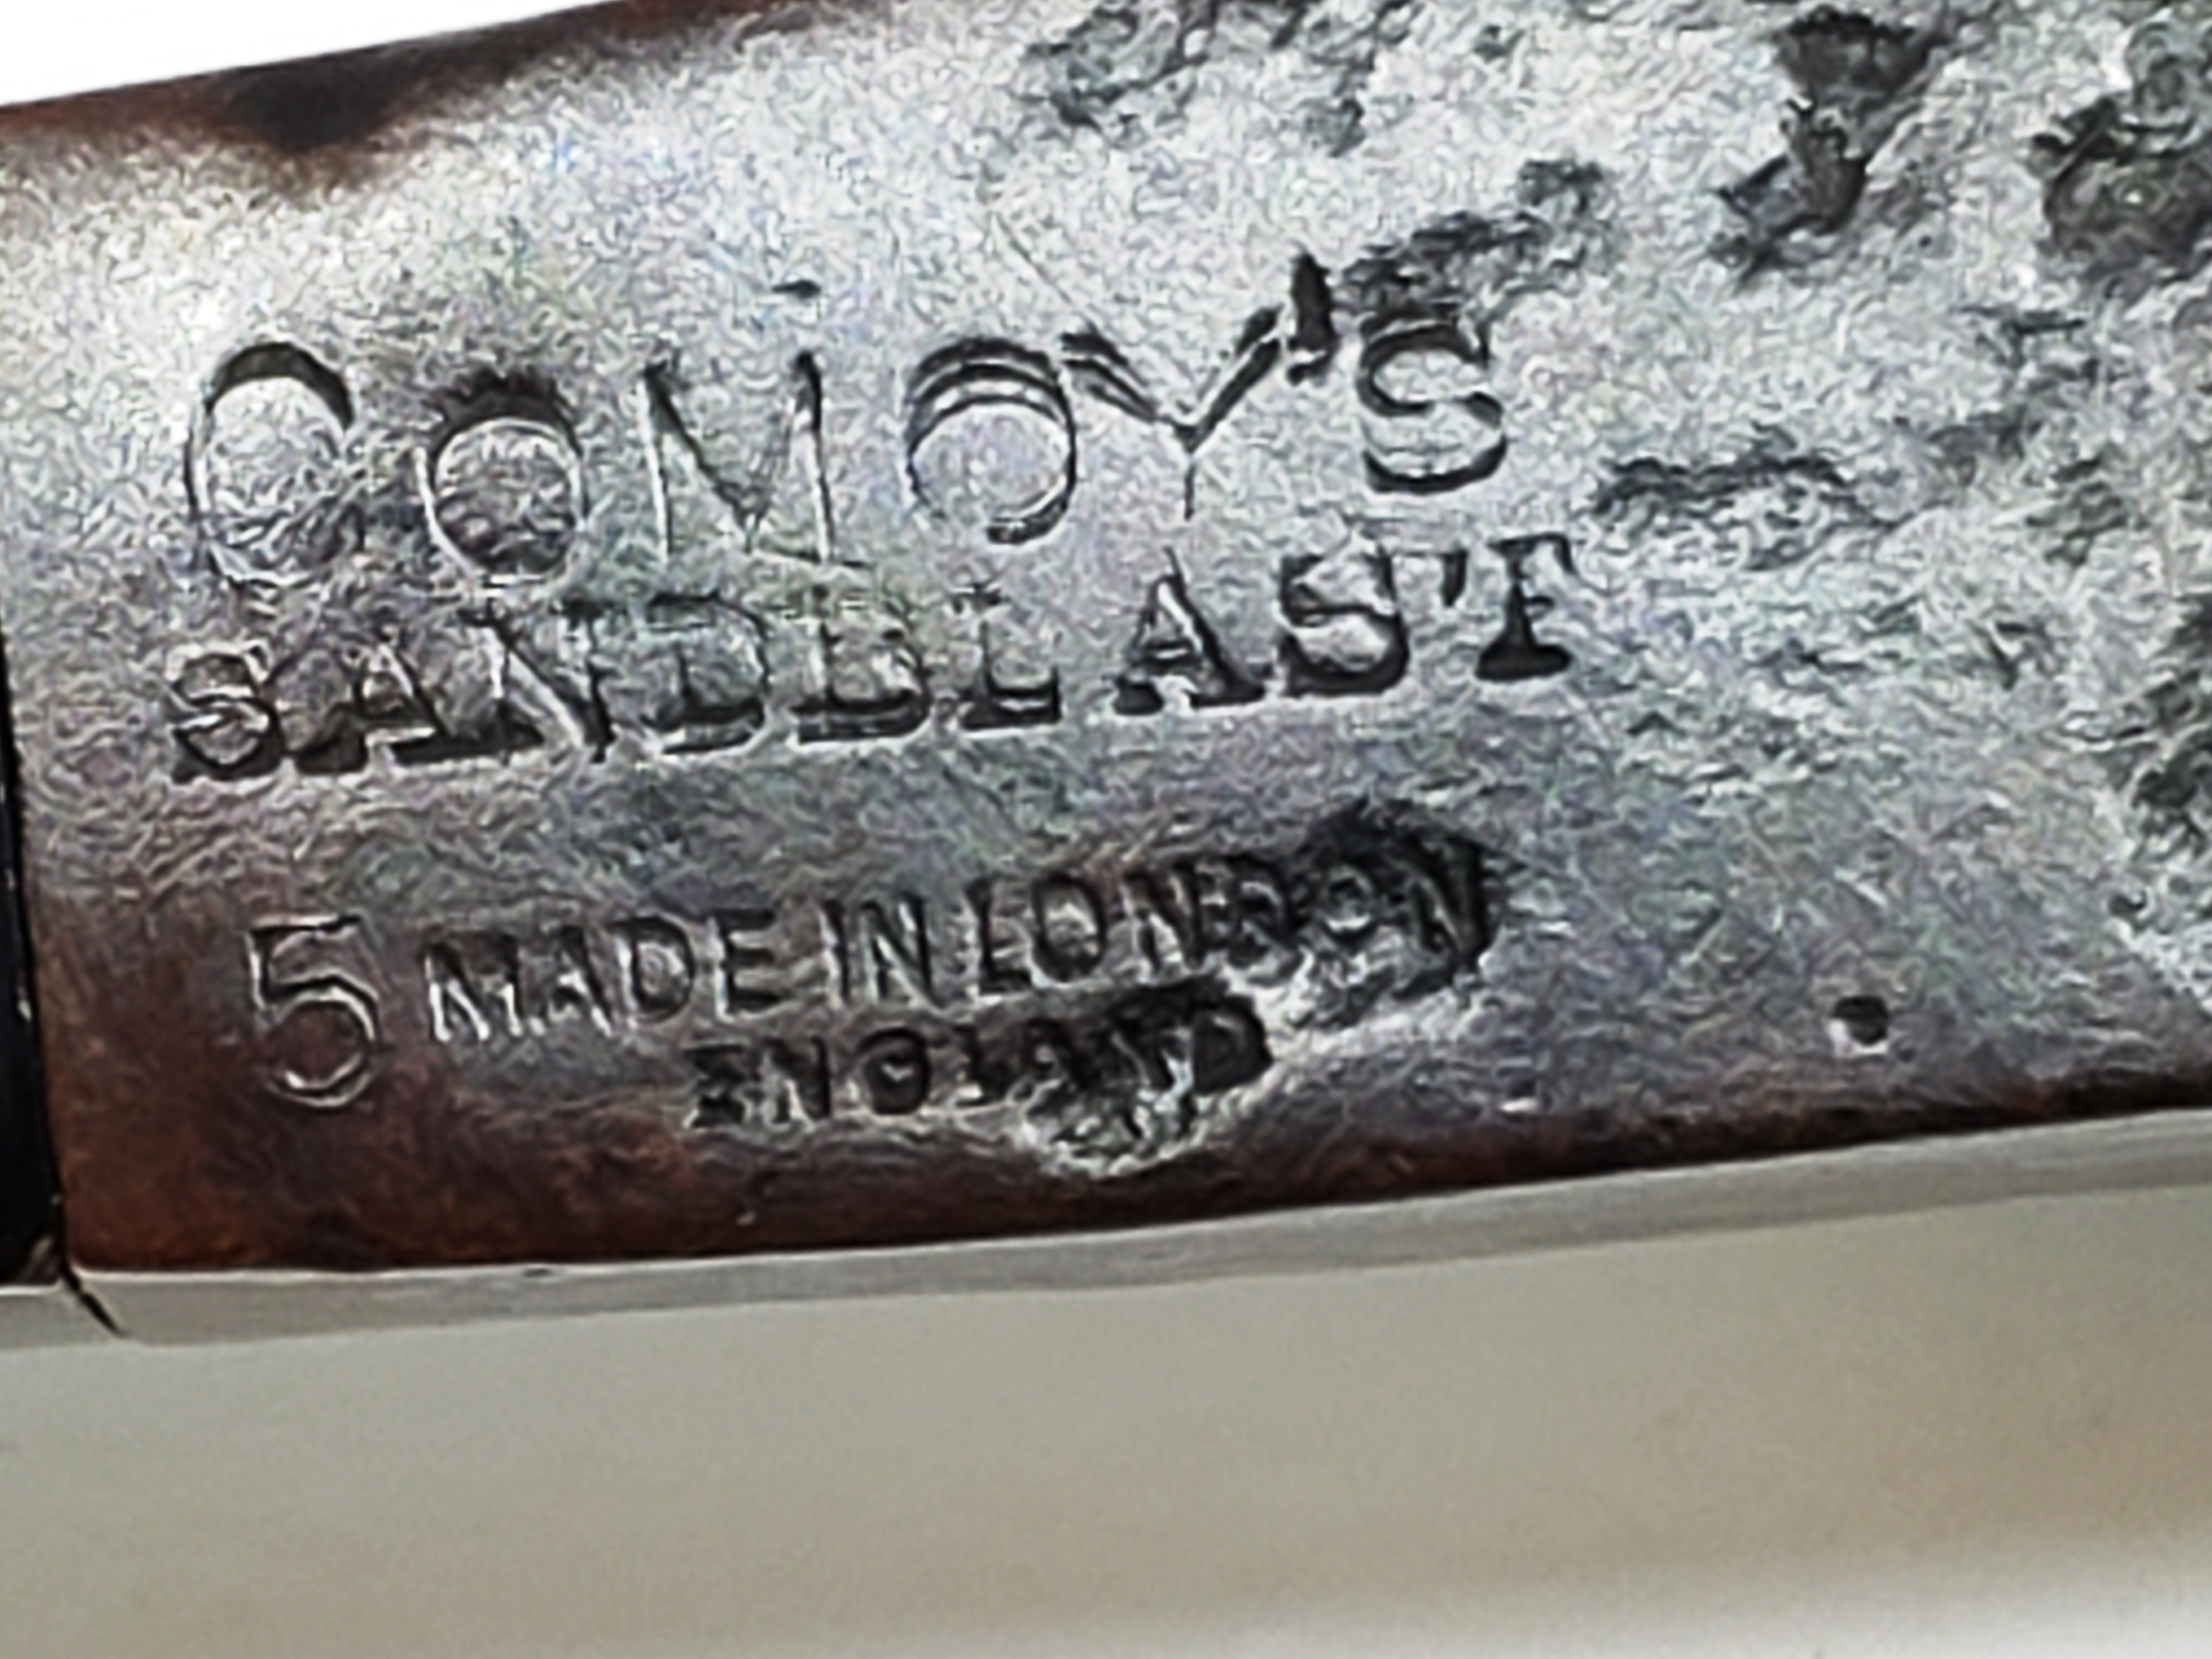 COMOY'S
SANDBLAST
5 MADE IN LONDON
ENGLAND